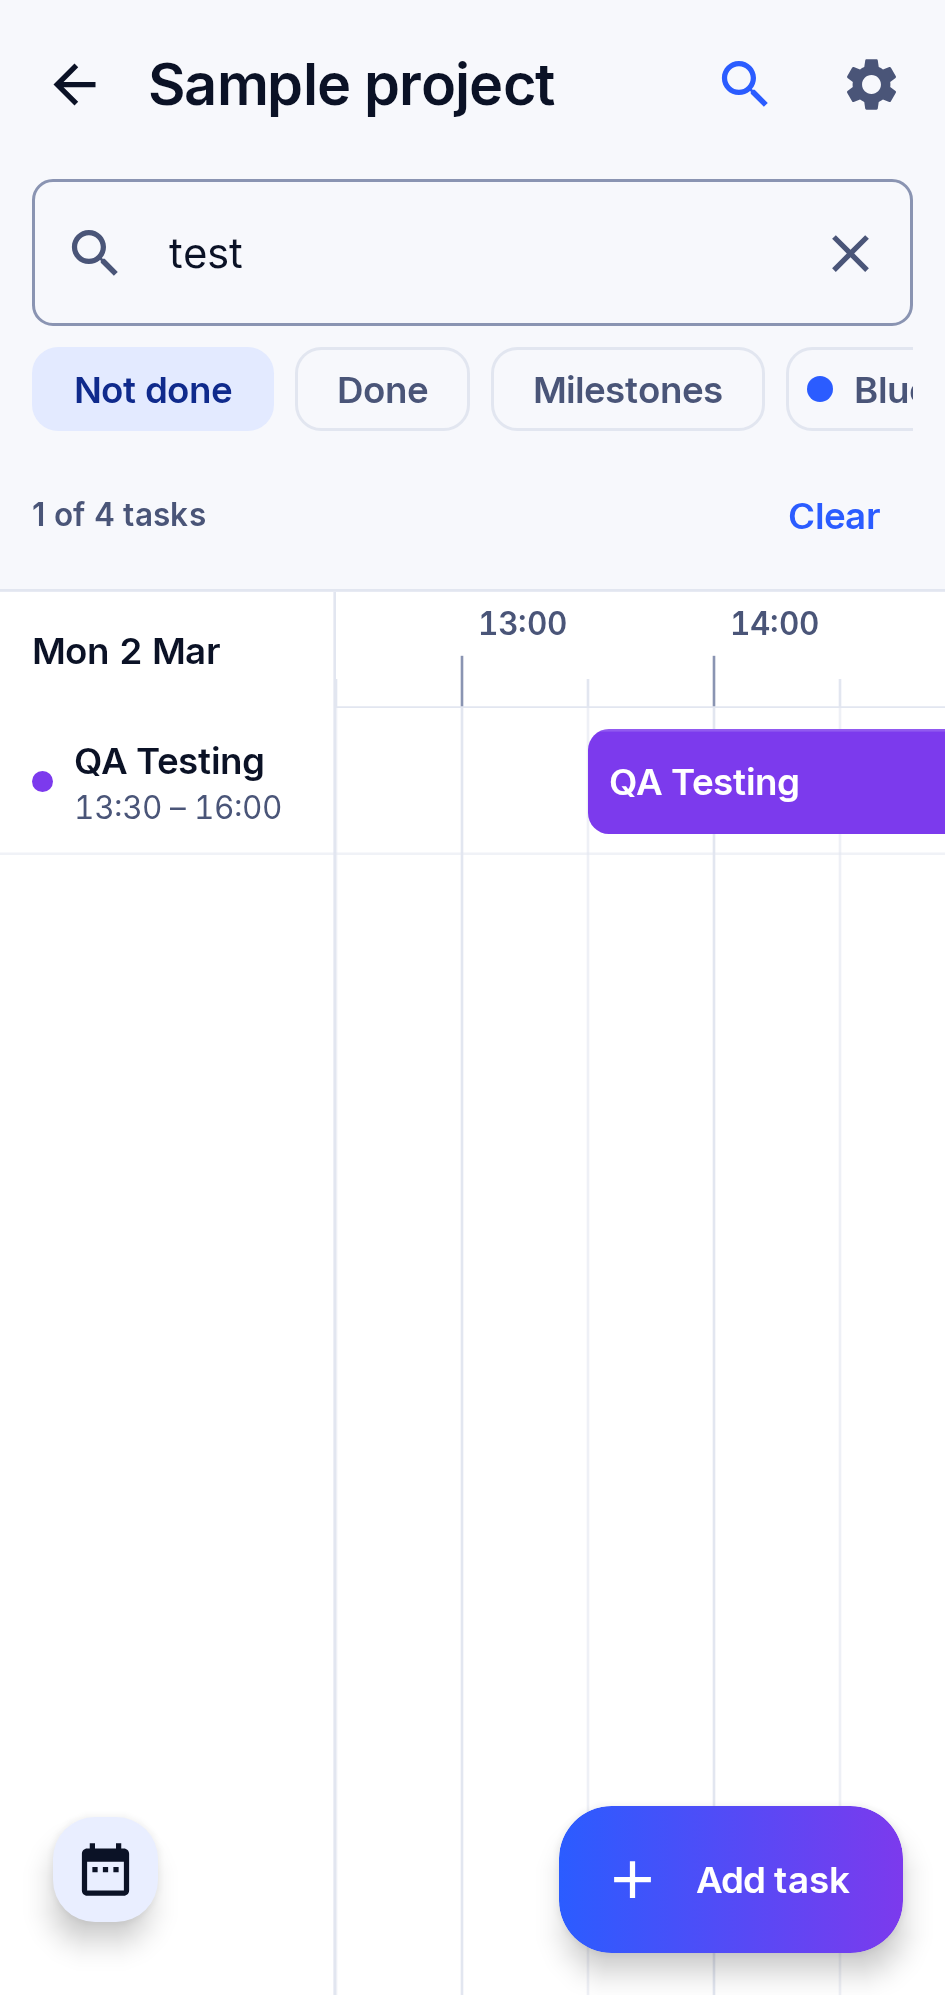 Sample project
test
Not done
Done
Milestones
1 of 4 tasks
Clear
Mon 2 Mar
13:00
14:00
QA Testing
13:30 – 16:00
QA Testing
Add task